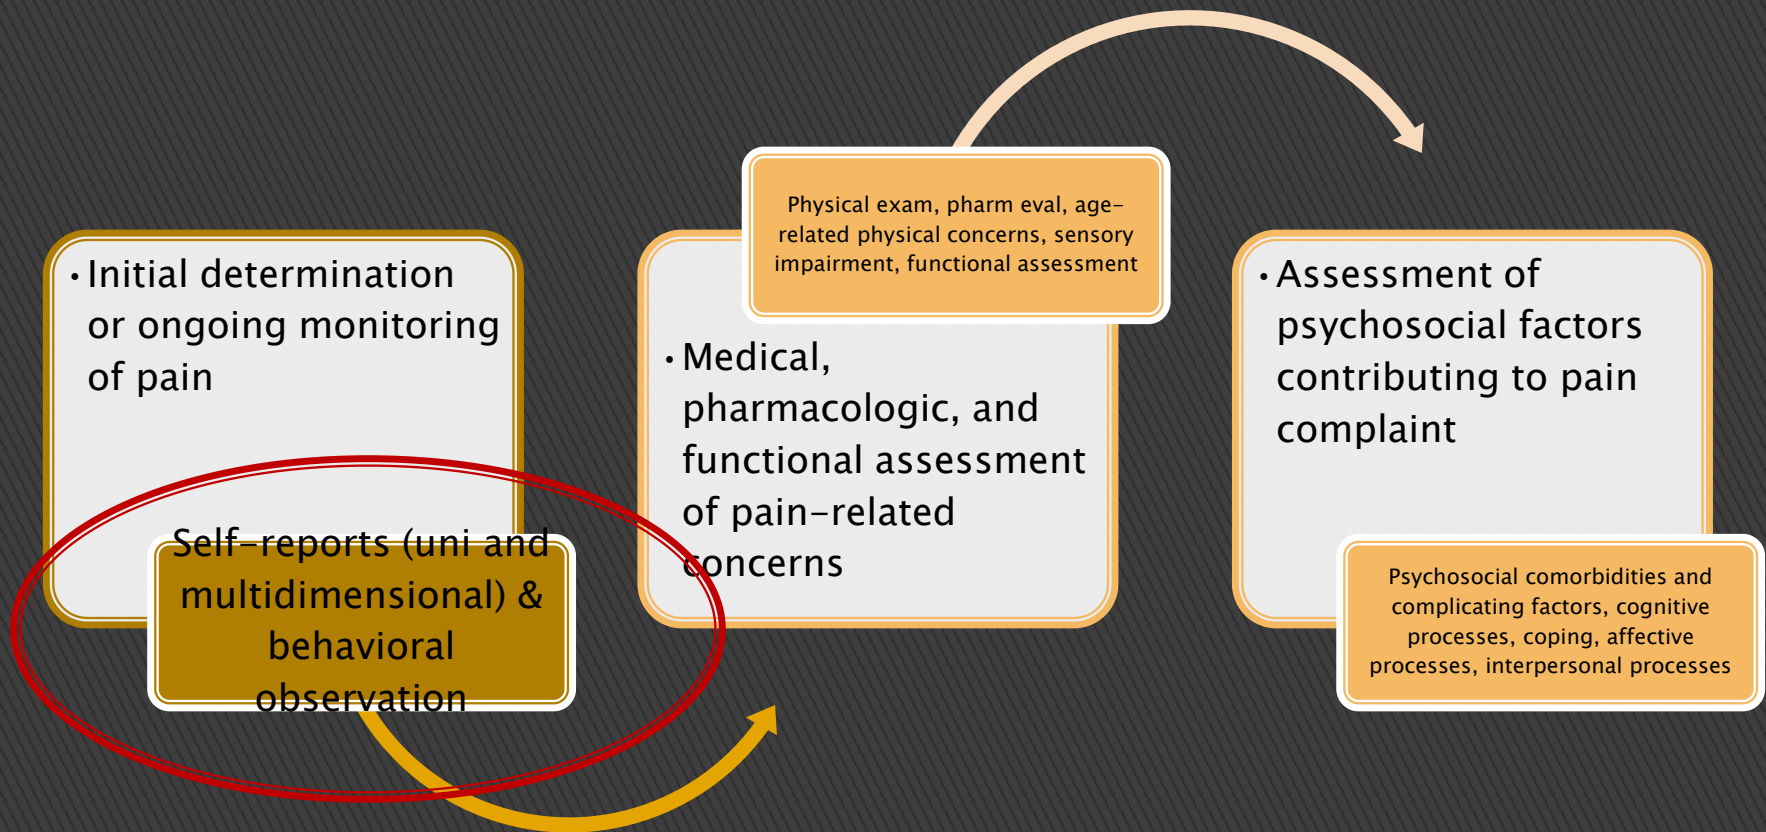 • Initial determination
or ongoing monitoring
of pain
Self-reports (uni and
multidimensional) &
behavioral
observation
Physical exam, pharm eval, age-
related physical concerns, sensory
impairment, functional assessment
• Medical,
pharmacologic, and
functional assessment
of pain-related
concerns
• Assessment of
psychosocial factors
contributing to pain
complaint
Psychosocial comorbidities and
complicating factors, cognitive
processes, coping, affective
processes, interpersonal processes